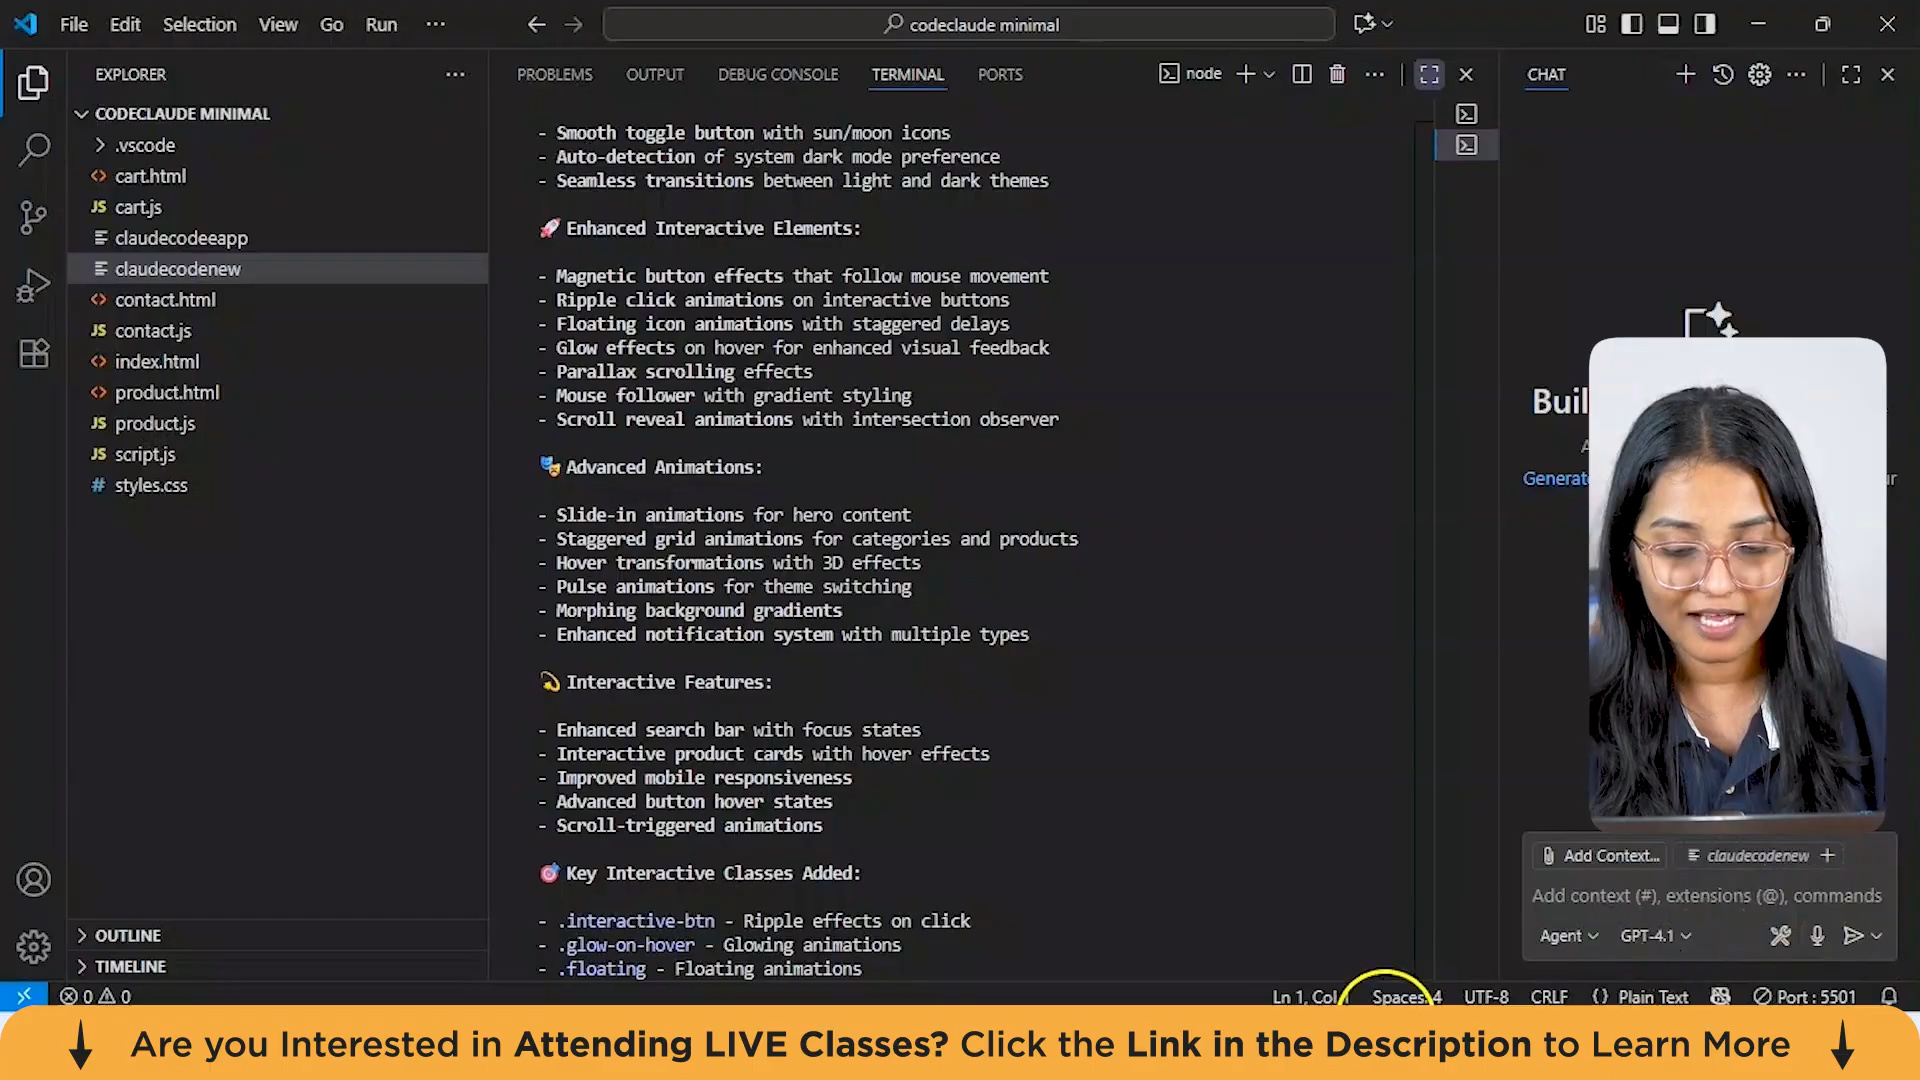 File Edit Selection View Go Run ··· codeclaude minimal
EXPLORER ···
CODECLAUDE MINIMAL
.vscode
cart.html
JS cart.js
claudecodeeapp
claudecodenew
contact.html
JS contact.js
index.html
product.html
JS product.js
JS script.js
# styles.css
OUTLINE
TIMELINE
PROBLEMS OUTPUT DEBUG CONSOLE TERMINAL PORTS node
- Smooth toggle button with sun/moon icons
- Auto-detection of system dark mode preference
- Seamless transitions between light and dark themes
🚀 Enhanced Interactive Elements:
- Magnetic button effects that follow mouse movement
- Ripple click animations on interactive buttons
- Floating icon animations with staggered delays
- Glow effects on hover for enhanced visual feedback
- Parallax scrolling effects
- Mouse follower with gradient styling
- Scroll reveal animations with intersection observer
🎭 Advanced Animations:
- Slide-in animations for hero content
- Staggered grid animations for categories and products
- Hover transformations with 3D effects
- Pulse animations for theme switching
- Morphing background gradients
- Enhanced notification system with multiple types
💫 Interactive Features:
- Enhanced search bar with focus states
- Interactive product cards with hover effects
- Improved mobile responsiveness
- Advanced button hover states
- Scroll-triggered animations
🎯 Key Interactive Classes Added:
- .interactive-btn - Ripple effects on click
- .glow-on-hover - Glowing animations
- .floating - Floating animations
CHAT
Buil
Generat
ur
Add Context... claudecodenew +
Add context (#), extensions (@), commands
Agent GPT-4.1
0 0 Ln 1, Col Spaces: 4 UTF-8 CRLF {} Plain Text Port : 5501
Are you Interested in Attending LIVE Classes? Click the Link in the Description to Learn More